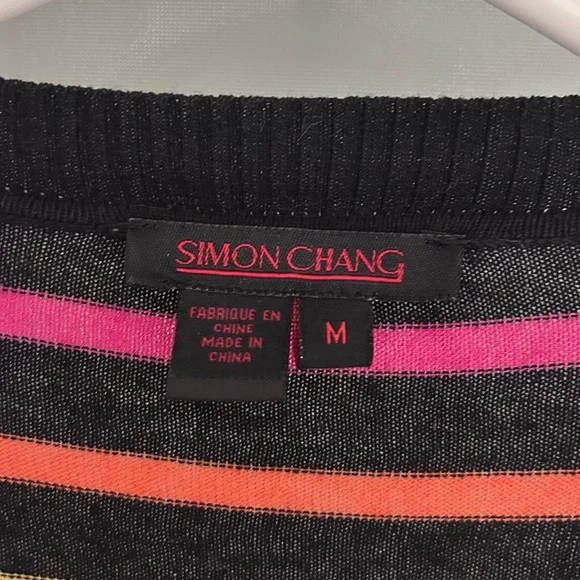 SIMON CHANG
FABRIQUE EN
CHINE
MADE IN
CHINA
M